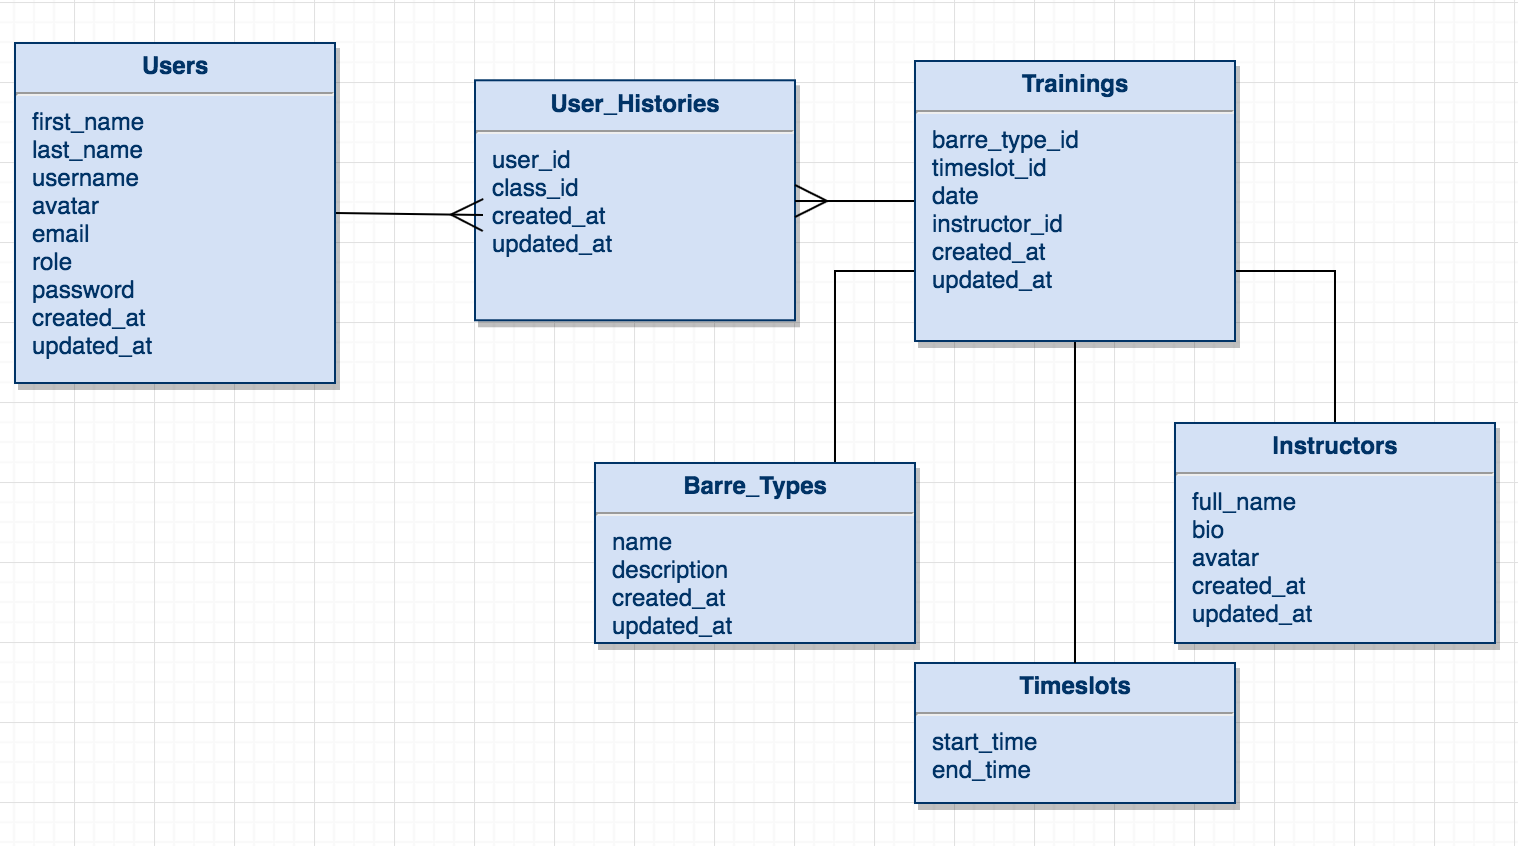 Users
first_name
last_name
username
avatar
email
role
password
created_at
updated_at
User_Histories
user_id
class_id
created_at
updated_at
Trainings
barre_type_id
timeslot_id
date
instructor_id
created_at
updated_at
Barre_Types
name
description
created_at
updated_at
Instructors
full_name
bio
avatar
created_at
updated_at
Timeslots
start_time
end_time